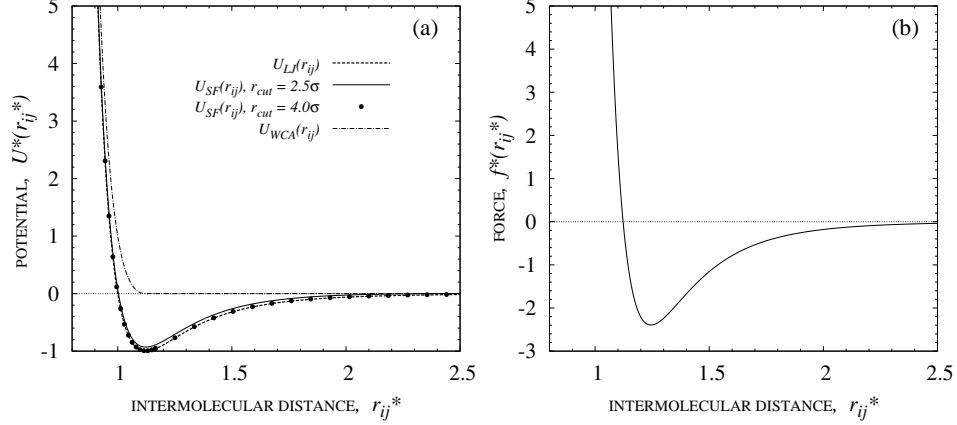 5
4
3
2
1
0
-1
1
1.5
2
2.5
POTENTIAL, U*(r_ij*)
INTERMOLECULAR DISTANCE, r_ij*
(a)
U_LJ(r_ij)
U_SF(r_ij), r_cut = 2.5σ
U_SF(r_ij), r_cut = 4.0σ
U_WCA(r_ij)
5
4
3
2
1
0
-1
-2
-3
1
1.5
2
2.5
FORCE, f*(r_ij*)
INTERMOLECULAR DISTANCE, r_ij*
(b)